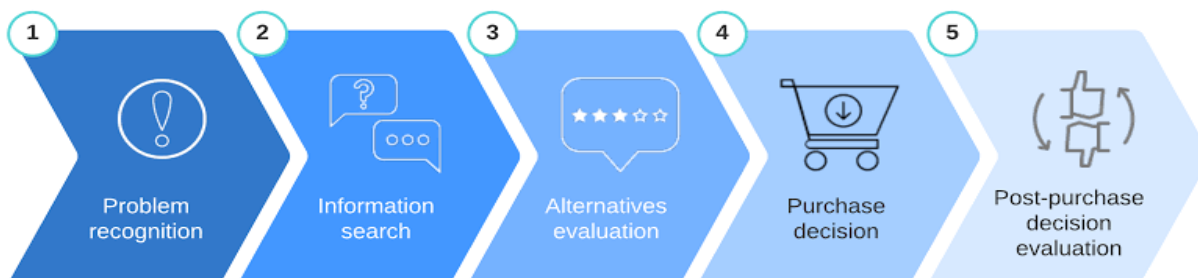 1
Problem
recognition
2
?
Information
search
3
Alternatives
evaluation
4
Purchase
decision
5
Post-purchase
decision
evaluation